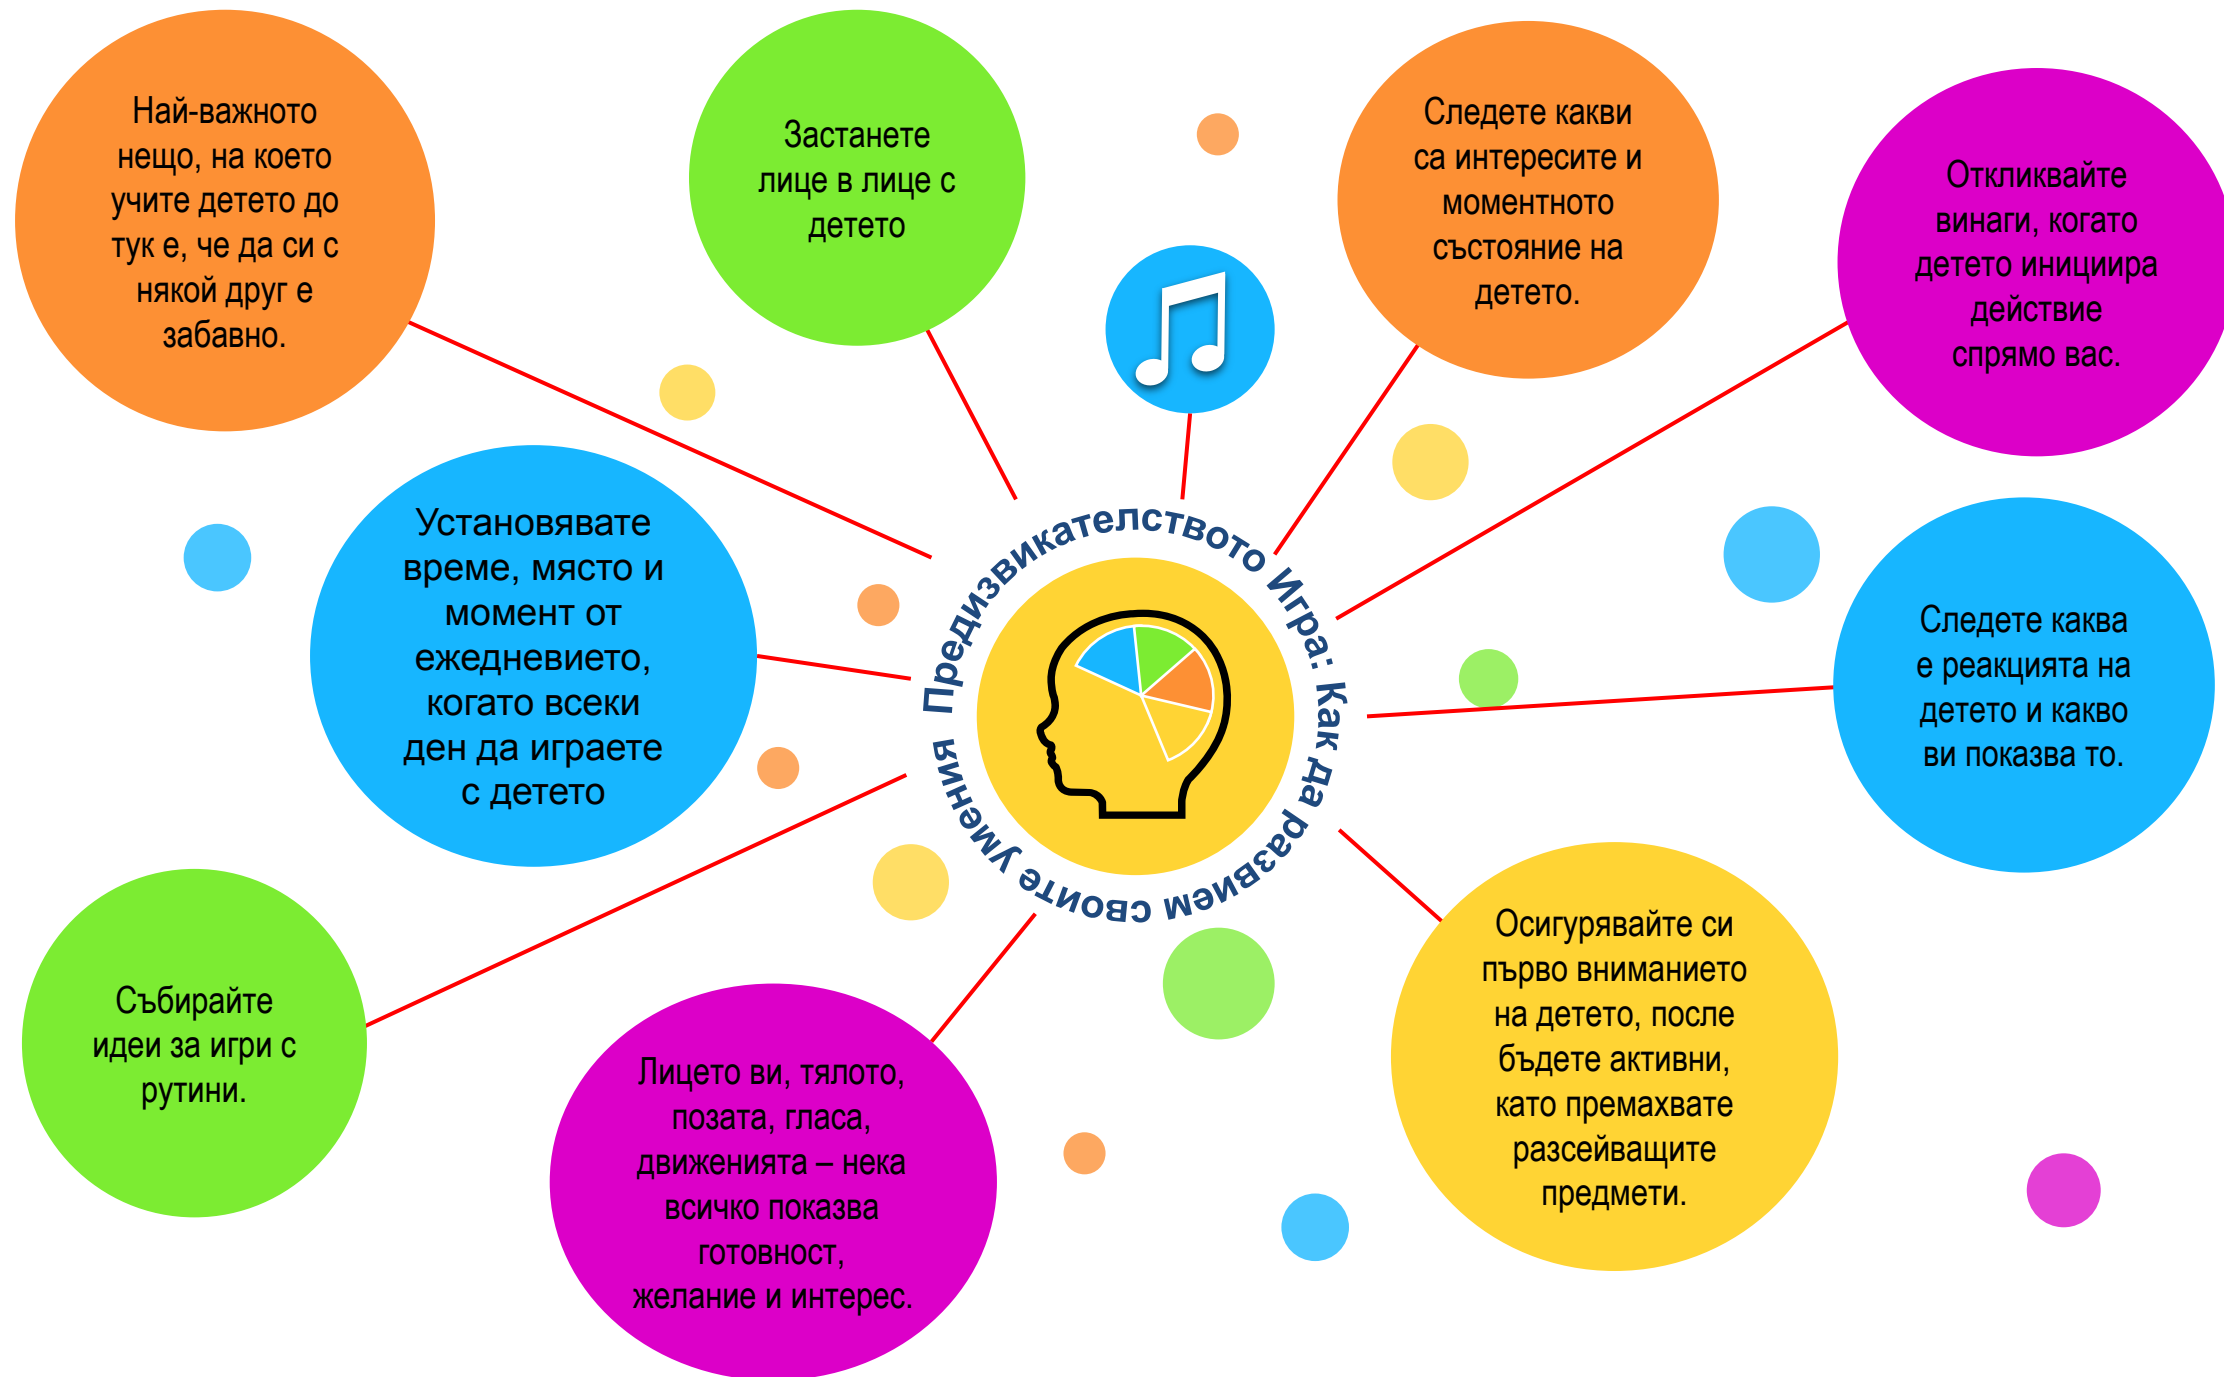 Най-важното
нещо, на което
учите детето до
тук е, че да си с
някой друг е
забавно.
Застанете
лице в лице с
детето
Следете какви
са интересите и
моментното
състояние на
детето.
Откликвайте
винаги, когато
детето инициира
действие
спрямо вас.
Установявате
време, място и
момент от
ежедневието,
когато всеки
ден да играете
с детето
Предизвикателството Игра: Как да развием своите умения
Следете каква
е реакцията на
детето и какво
ви показва то.
Събирайте
идеи за игри с
рутини.
Лицето ви, тялото,
позата, гласа,
движенията – нека
всичко показва
готовност,
желание и интерес.
Осигурявайте си
първо вниманието
на детето, после
бъдете активни,
като премахвате
разсейващите
предмети.